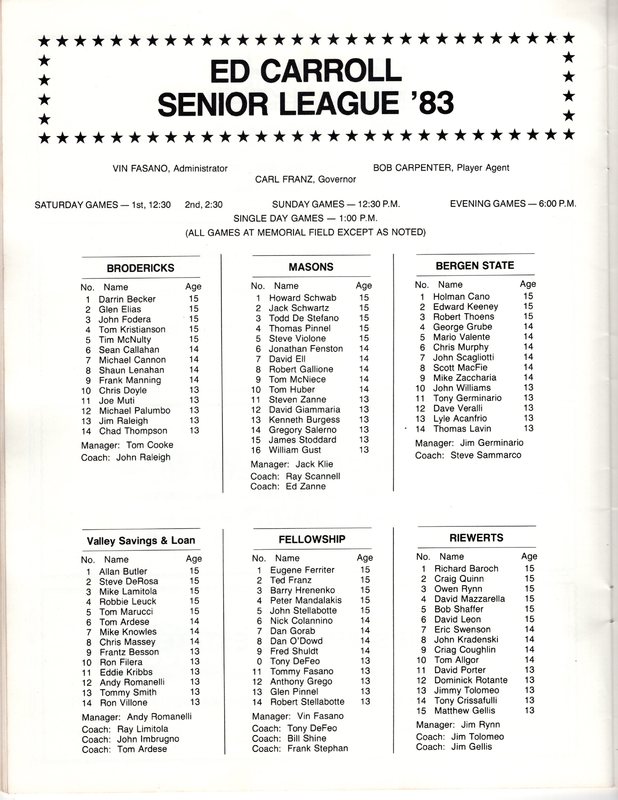 ED CARROLL
SENIOR LEAGUE '83
VIN FASANO, Administrator
BOB CARPENTER, Player Agent
CARL FRANZ, Governor
SATURDAY GAMES — 1st, 12:30 2nd, 2:30
SUNDAY GAMES — 12:30 P.M.
EVENING GAMES — 6:00 P.M.
SINGLE DAY GAMES — 1:00 P.M.
(ALL GAMES AT MEMORIAL FIELD EXCEPT AS NOTED)
BRODERICKS
No. Name Age
1 Darrin Becker 15
2 Glen Elias 15
3 John Fodera 15
4 Tom Kristianson 15
5 Tim McNulty 15
6 Sean Callahan 14
7 Michael Cannon 14
8 Shaun Lenahan 14
9 Frank Manning 14
10 Chris Doyle 13
11 Joe Muti 13
12 Michael Palumbo 13
13 Jim Raleigh 13
14 Chad Thompson 13
Manager: Tom Cooke
Coach: John Raleigh
MASONS
No. Name Age
1 Howard Schwab 15
2 Jack Schwartz 15
3 Todd De Stefano 15
4 Thomas Pinnel 15
5 Steve Violone 15
6 Jonathan Fenston 14
7 David Ell 14
8 Robert Gallione 14
9 Tom McNiece 14
10 Tom Huber 14
11 Steven Zanne 13
12 David Giammaria 13
13 Kenneth Burgess 13
14 Gregory Salerno 13
15 James Stoddard 13
16 William Gust 13
Manager: Jack Klie
Coach: Ray Scannell
Coach: Ed Zanne
BERGEN STATE
No. Name Age
1 Holman Cano 15
2 Edward Keeney 15
3 Robert Thoens 15
4 George Grube 14
5 Mario Valente 14
6 Chris Murphy 14
7 John Scagliotti 14
8 Scott MacFie 14
9 Mike Zaccharia 14
10 John Williams 13
11 Tony Germinario 13
12 Dave Veralli 13
13 Lyle Acanfrio 13
14 Thomas Lavin 13
Manager: Jim Germinario
Coach: Steve Sammarco
Valley Savings & Loan
No. Name Age
1 Allan Butler 15
2 Steve DeRosa 15
3 Mike Lamitola 15
4 Robbie Leuck 15
5 Tom Marucci 15
6 Tom Ardese 14
7 Mike Knowles 14
8 Chris Massey 14
9 Frantz Besson 13
10 Ron Filera 13
11 Eddie Kribbs 13
12 Andy Romanelli 13
13 Tommy Smith 13
14 Ron Villone 13
Manager: Andy Romanelli
Coach: Ray Limitola
Coach: John Imbrugno
Coach: Tom Ardese
FELLOWSHIP
No. Name Age
1 Eugene Ferriter 15
2 Ted Franz 15
3 Barry Hrenenko 15
4 Peter Mandalakis 15
5 John Stellabotte 15
6 Nick Colannino 14
7 Dan Gorab 14
8 Dan O'Dowd 14
9 Fred Shuldt 14
0 Tony DeFeo 13
11 Tommy Fasano 13
12 Anthony Grego 13
13 Glen Pinnel 13
14 Robert Stellabotte 13
Manager: Vin Fasano
Coach: Tony DeFeo
Coach: Bill Shine
Coach: Frank Stephan
RIEWERTS
No. Name Age
1 Richard Baroch 15
2 Craig Quinn 15
3 Owen Rynn 15
4 David Mazzarella 15
5 Bob Shaffer 15
6 David Leon 15
7 Eric Swenson 14
8 John Kradenski 14
9 Criag Coughlin 14
10 Tom Allgor 14
11 David Porter 13
12 Dominick Rotante 13
13 Jimmy Tolomeo 13
14 Tony Crissafulli 13
15 Matthew Gellis 13
Manager: Jim Rynn
Coach: Jim Tolomeo
Coach: Jim Gellis